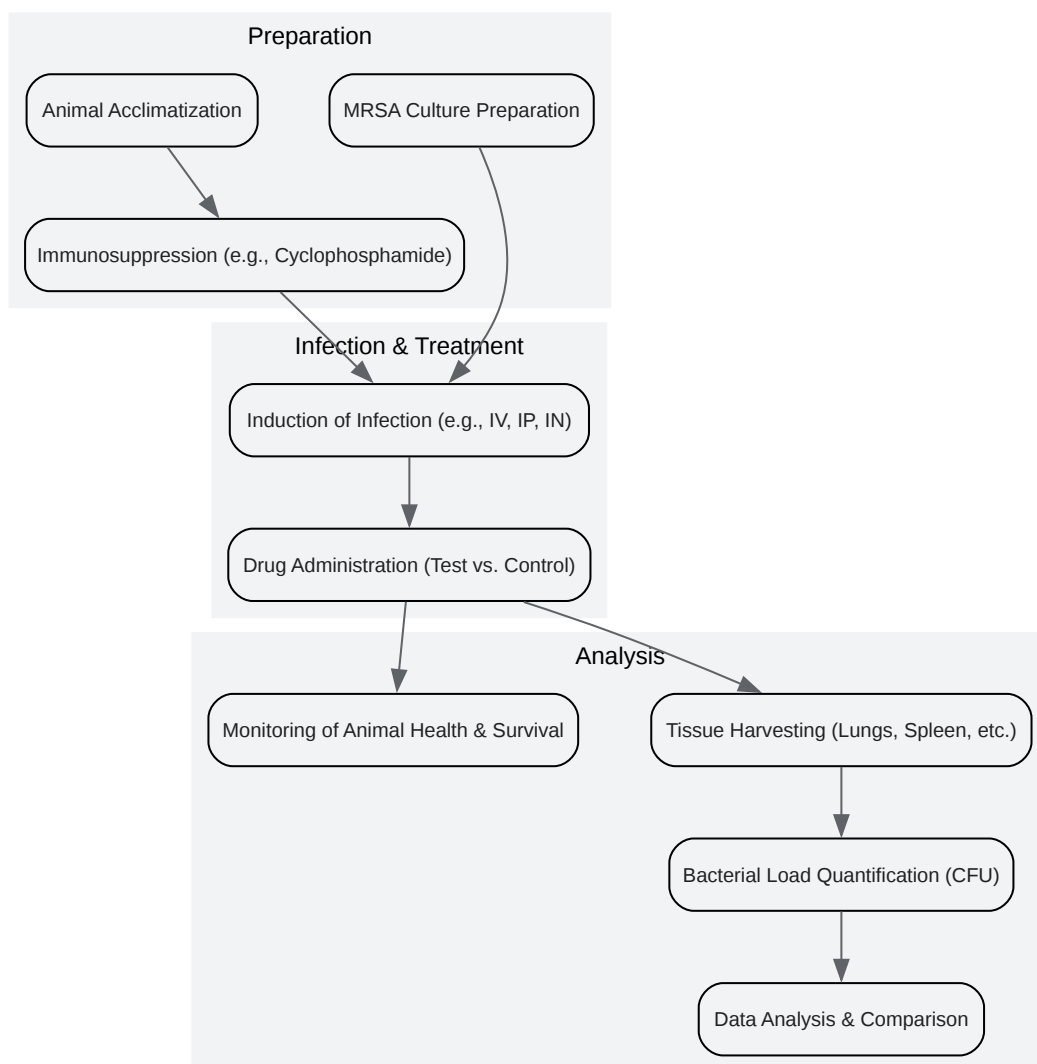 Preparation
Animal Acclimatization
MRSA Culture Preparation
Immunosuppression (e.g., Cyclophosphamide)
Infection & Treatment
Induction of Infection (e.g., IV, IP, IN)
Drug Administration (Test vs. Control)
Analysis
Monitoring of Animal Health & Survival
Tissue Harvesting (Lungs, Spleen, etc.)
Bacterial Load Quantification (CFU)
Data Analysis & Comparison